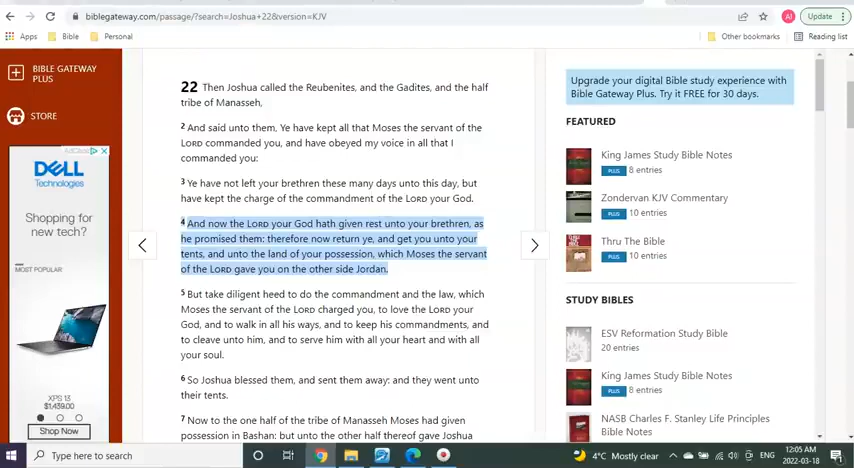 biblegateway.com/passage/?search=Joshua 22&version=KJV
Update
Apps
Bible
Personal
Other bookmarks
Reading list
BIBLE GATEWAY
PLUS
STORE
AdChoices
DELL
Technologies
Shopping for
new tech?
MOST POPULAR
XPS 13
$1,439.00
Shop Now
22 Then Joshua called the Reubenites, and the Gadites, and the half
tribe of Manasseh,
2 And said unto them, Ye have kept all that Moses the servant of the
LORD commanded you, and have obeyed my voice in all that I
commanded you:
3 Ye have not left your brethren these many days unto this day, but
have kept the charge of the commandment of the LORD your God.
4 And now the LORD your God hath given rest unto your brethren, as
he promised them: therefore now return ye, and get you unto your
tents, and unto the land of your possession, which Moses the servant
of the LORD gave you on the other side Jordan.
5 But take diligent heed to do the commandment and the law, which
Moses the servant of the LORD charged you, to love the LORD your
God, and to walk in all his ways, and to keep his commandments, and
to cleave unto him, and to serve him with all your heart and with all
your soul.
6 So Joshua blessed them, and sent them away: and they went unto
their tents.
7 Now to the one half of the tribe of Manasseh Moses had given
possession in Bashan: but unto the other half thereof gave Joshua
Upgrade your digital Bible study experience with
Bible Gateway Plus. Try it FREE for 30 days.
FEATURED
King James Study Bible Notes
PLUS 8 entries
Zondervan KJV Commentary
PLUS 10 entries
Thru The Bible
PLUS 10 entries
STUDY BIBLES
ESV Reformation Study Bible
20 entries
King James Study Bible Notes
PLUS 8 entries
NASB Charles F. Stanley Life Principles
Bible Notes
Type here to search
4°C Mostly clear
ENG
12:05 AM
2022-03-18